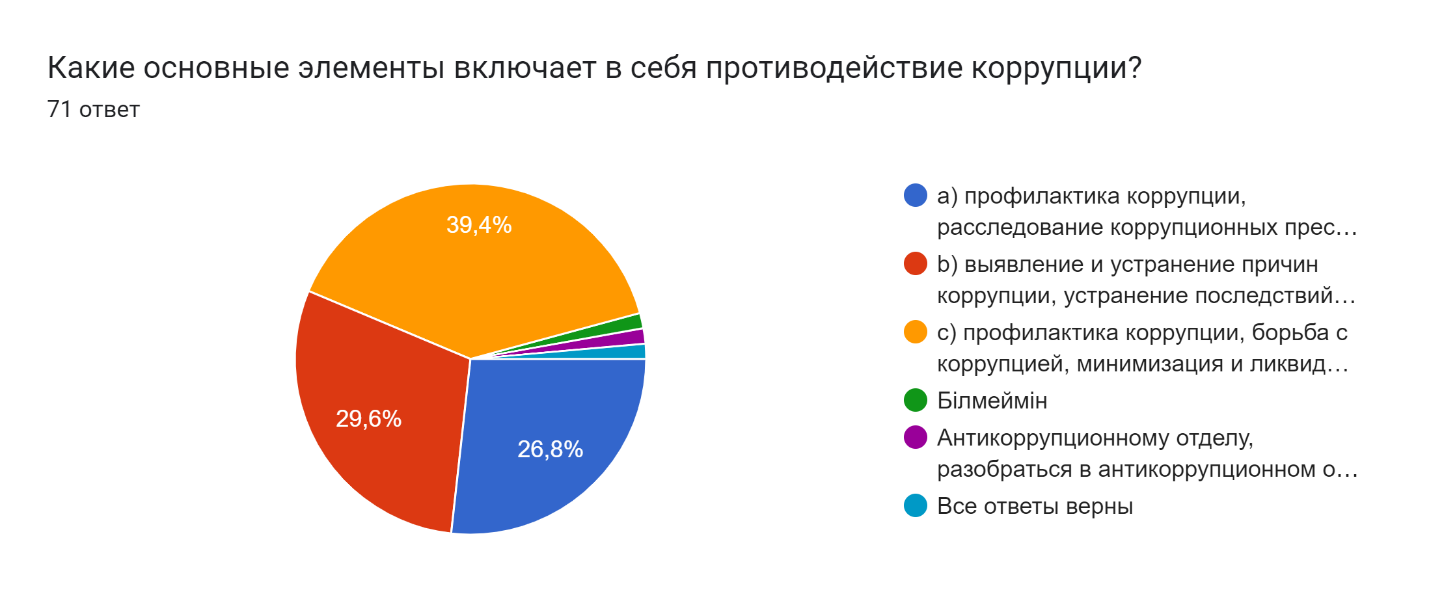 Какие основные элементы включает в себя противодействие коррупции?
71 ответ
39,4%
29,6%
26,8%
a) профилактика коррупции,
расследование коррупционных прес…
b) выявление и устранение причин
коррупции, устранение последствий…
c) профилактика коррупции, борьба с
коррупцией, минимизация и ликвид…
Білмеймін
Антикоррупционному отделу,
разобраться в антикоррупционном о…
Все ответы верны